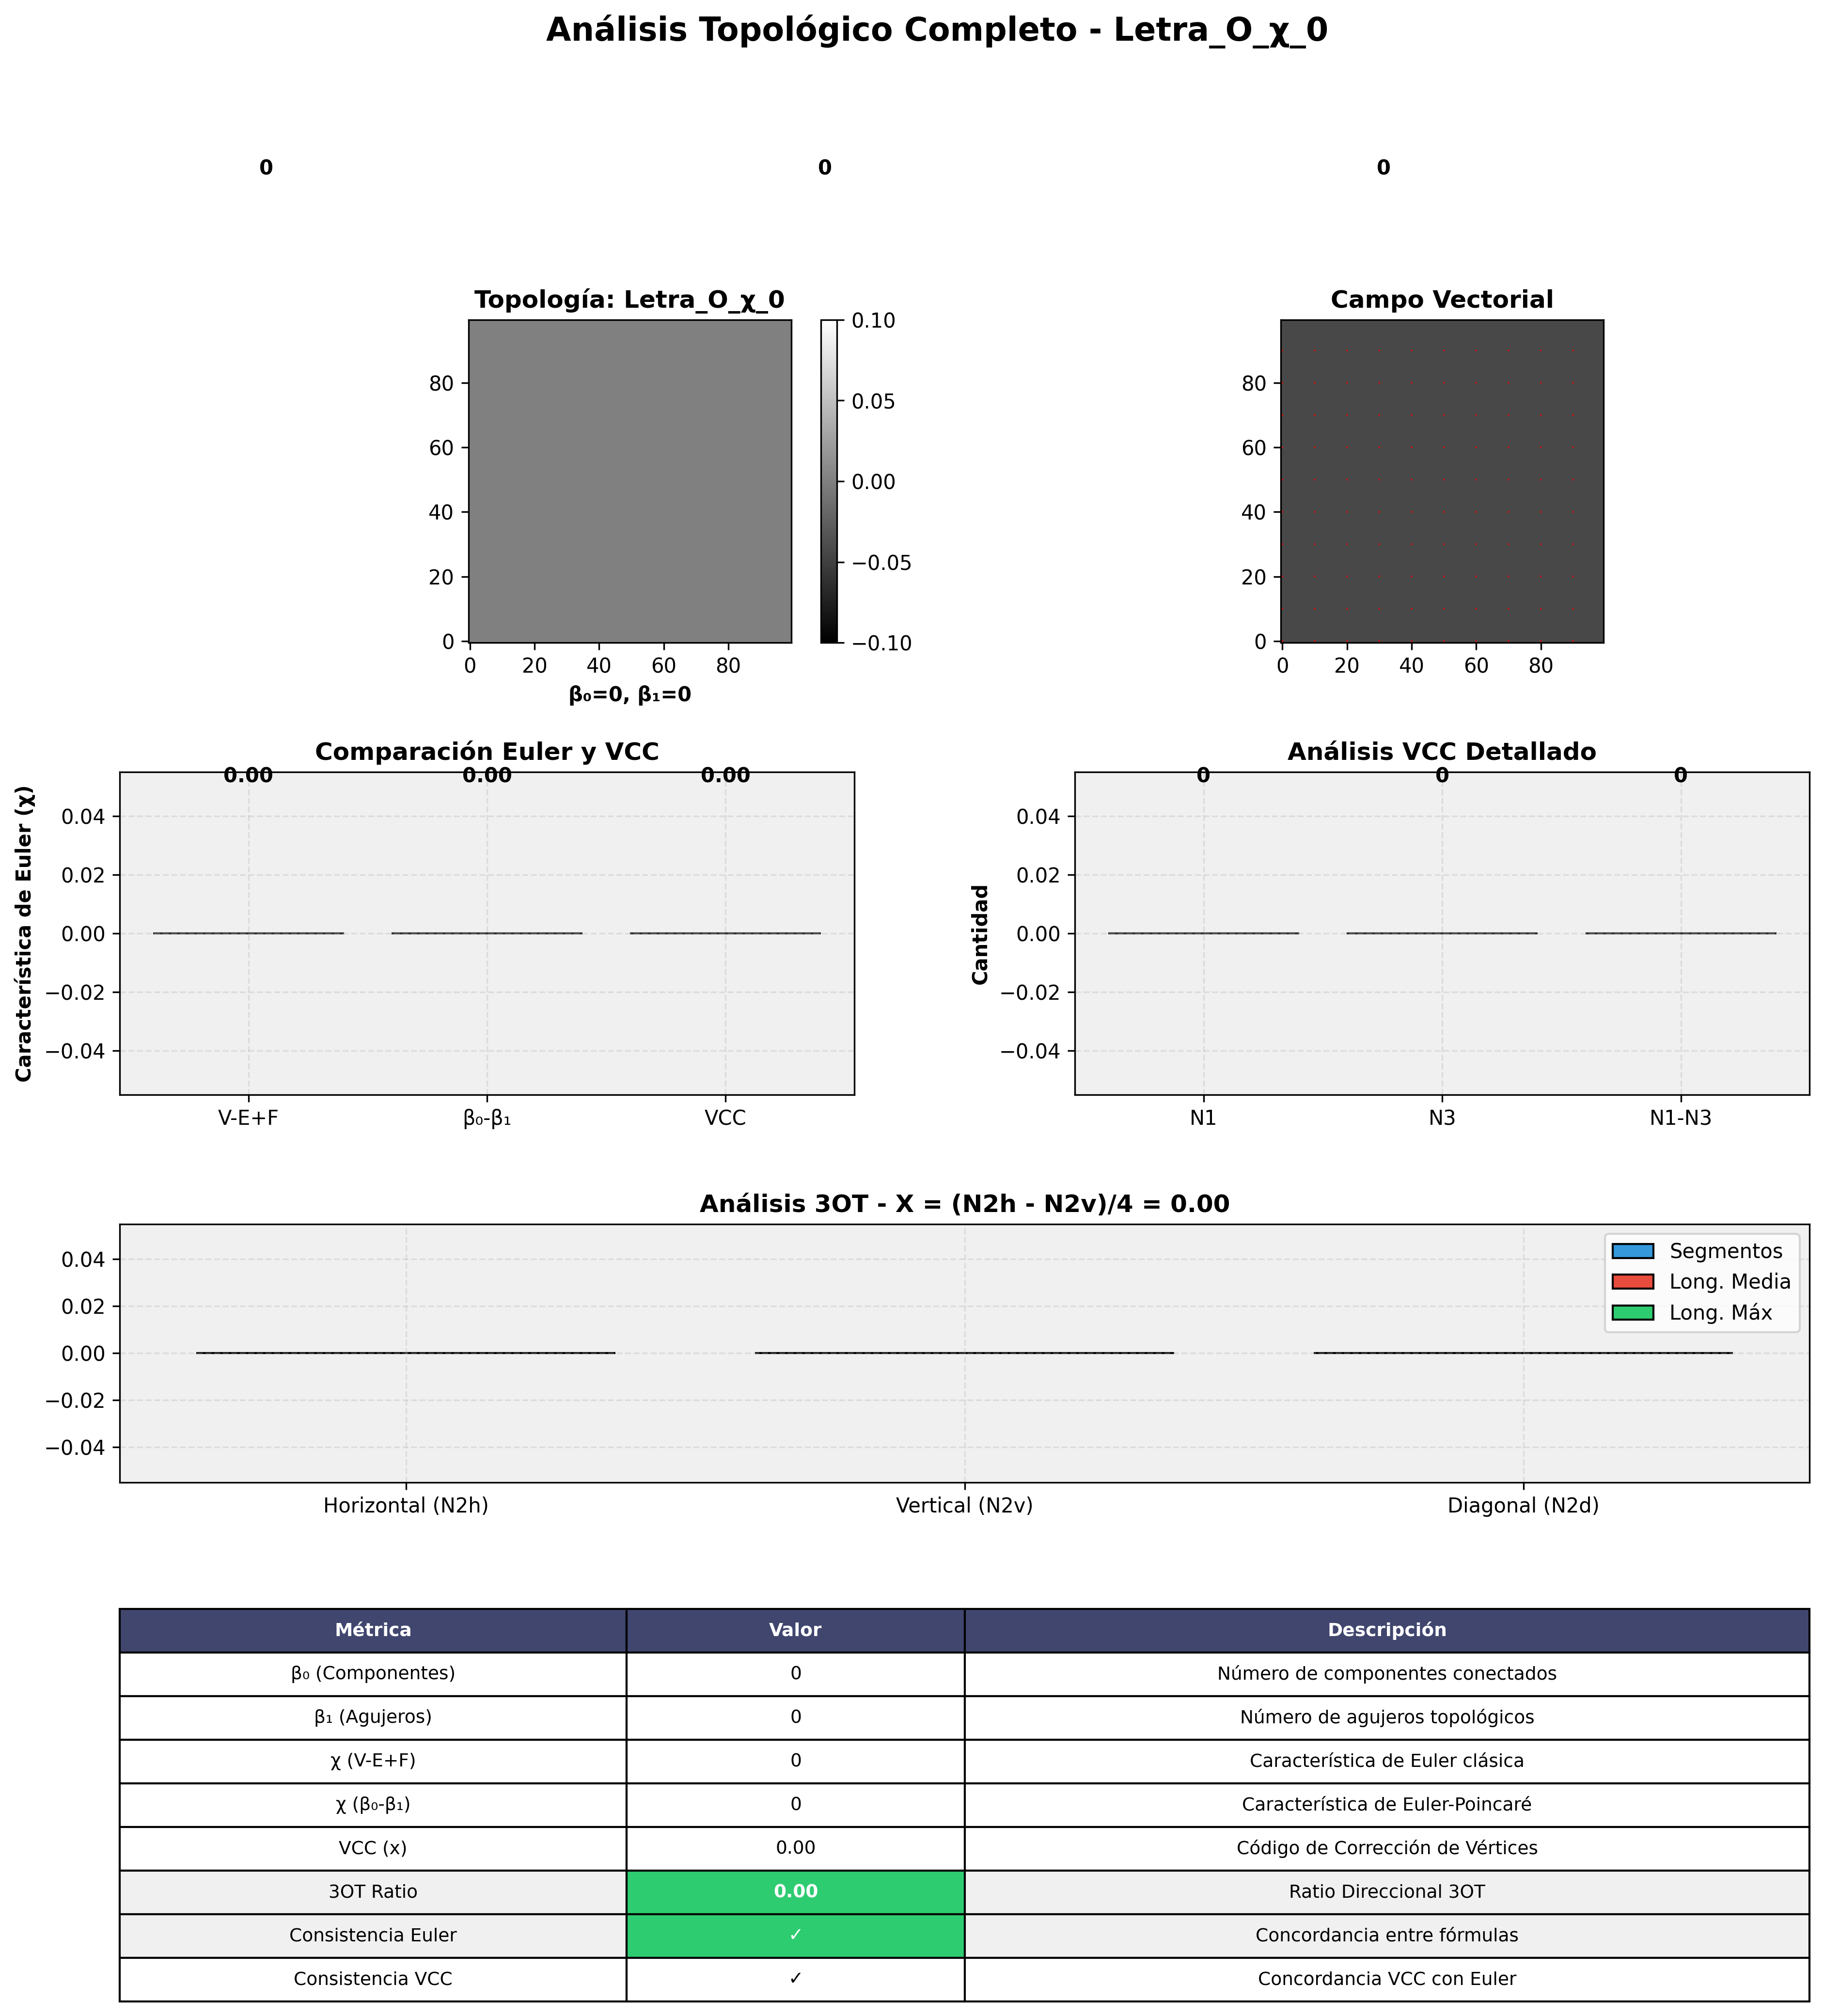 Análisis Topológico Completo - Letra_O_χ_0
0 0 0
Topología: Letra_O_χ_0
80
60
40
20
0
0 20 40 60 80
β₀=0, β₁=0
0.10
0.05
0.00
−0.05
−0.10
Campo Vectorial
80
60
40
20
0
0 20 40 60 80
Comparación Euler y VCC
0.00 0.00 0.00
Característica de Euler (χ)
0.04
0.02
0.00
−0.02
−0.04
V-E+F β₀-β₁ VCC
Análisis VCC Detallado
0 0 0
Cantidad
0.04
0.02
0.00
−0.02
−0.04
N1 N3 N1-N3
Análisis 3OT - X = (N2h - N2v)/4 = 0.00
0.04
0.02
0.00
−0.02
−0.04
Segmentos
Long. Media
Long. Máx
Horizontal (N2h) Vertical (N2v) Diagonal (N2d)
Métrica Valor Descripción
β₀ (Componentes) 0 Número de componentes conectados
β₁ (Agujeros) 0 Número de agujeros topológicos
χ (V-E+F) 0 Característica de Euler clásica
χ (β₀-β₁) 0 Característica de Euler-Poincaré
VCC (x) 0.00 Código de Corrección de Vértices
3OT Ratio 0.00 Ratio Direccional 3OT
Consistencia Euler ✓ Concordancia entre fórmulas
Consistencia VCC ✓ Concordancia VCC con Euler